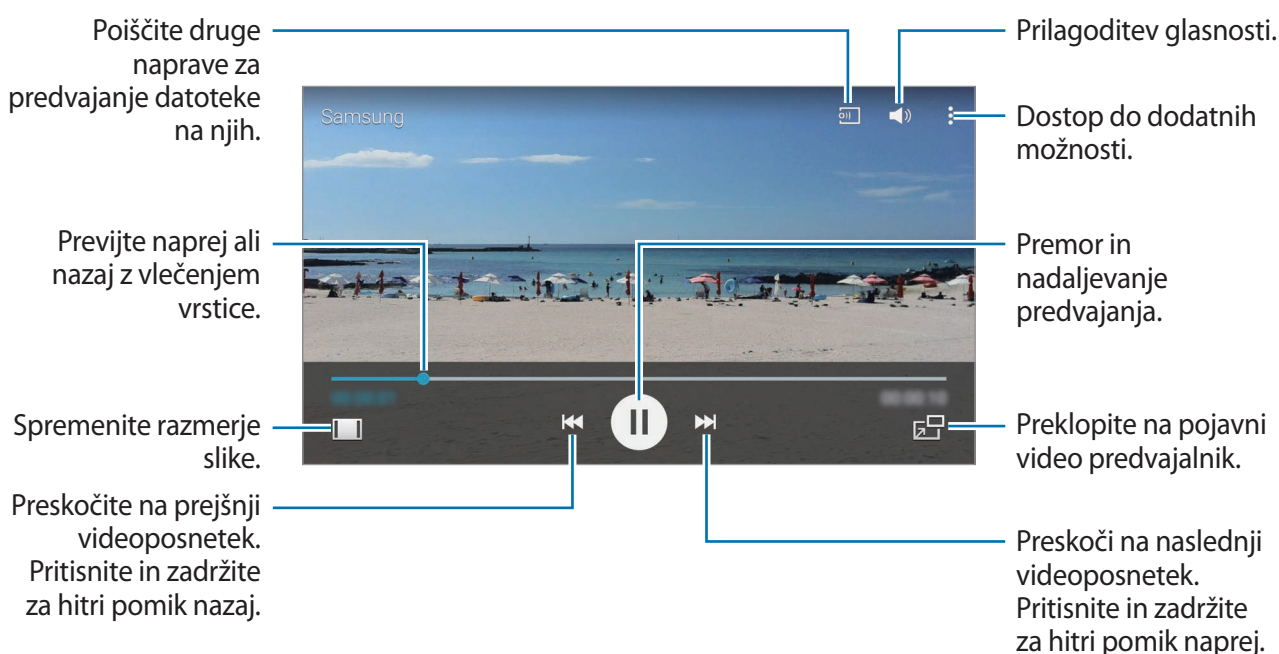 Poiščite druge
naprave za
predvajanje datoteke
na njih.
Previjte naprej ali
nazaj z vlečenjem
vrstice.
Spremenite razmerje
slike.
Preskočite na prejšnji
videoposnetek.
Pritisnite in zadržite
za hitri pomik nazaj.
Samsung
Prilagoditev glasnosti.
Dostop do dodatnih
možnosti.
Premor in
nadaljevanje
predvajanja.
Preklopite na pojavni
video predvajalnik.
Preskoči na naslednji
videoposnetek.
Pritisnite in zadržite
za hitri pomik naprej.